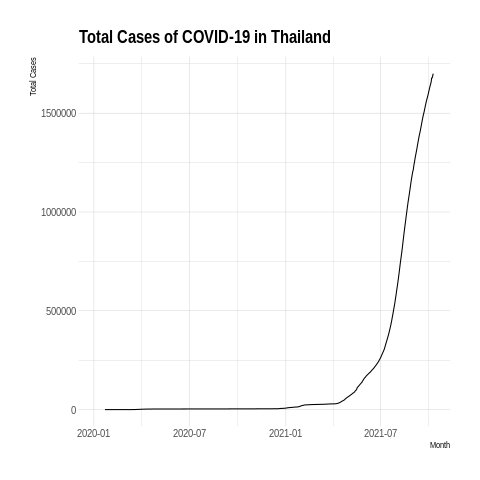 Total Cases of COVID-19 in Thailand
Total Cases
1500000
1000000
500000
0
2020-01 2020-07 2021-01 2021-07
Month